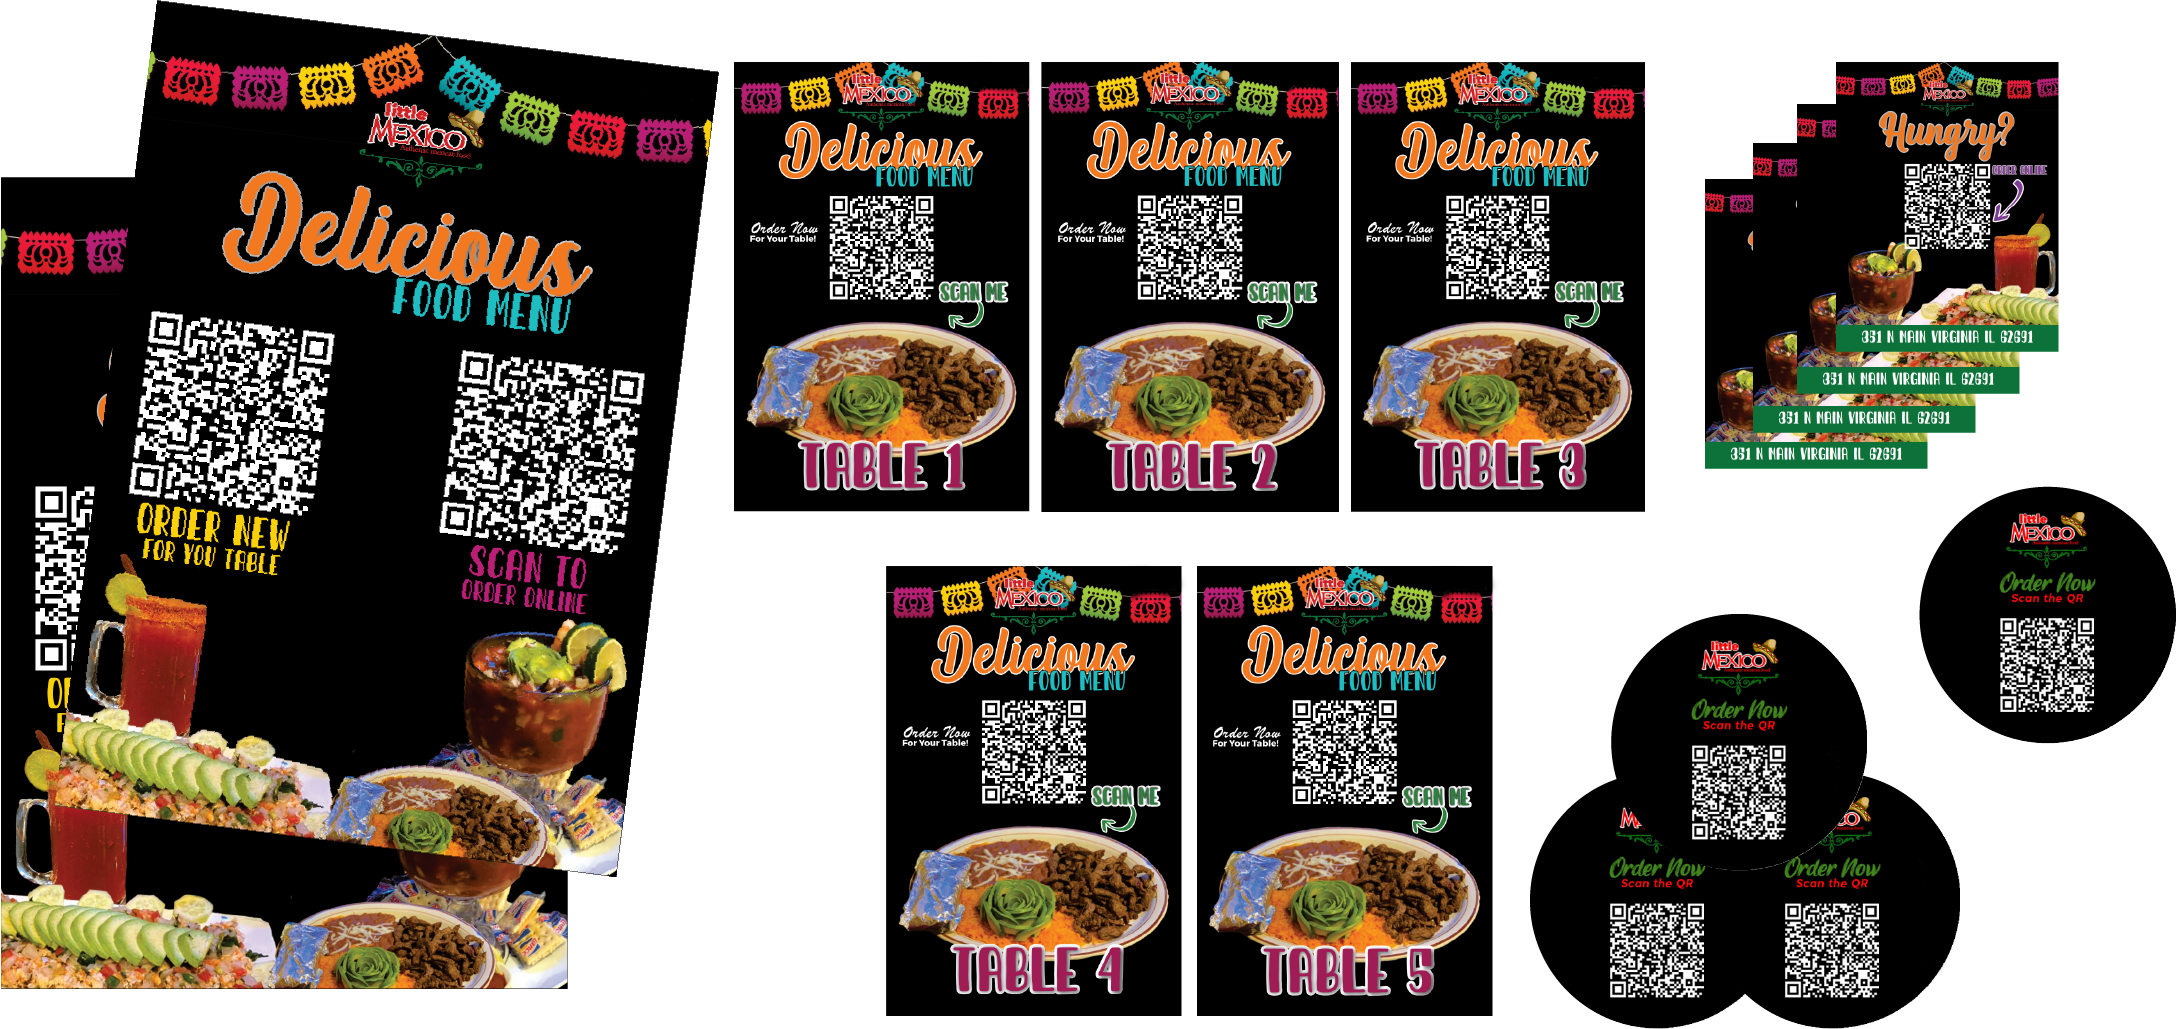 little
MEXICO
Authentic mexican food
Delicious
FOOD MENU
ORDER NEW
FOR YOU TABLE
SCAN TO
ORDER ONLINE
little
MEXICO
Delicious
FOOD MENU
Order Now
For Your Table!
SCAN ME
TABLE 1
little
MEXICO
Delicious
FOOD MENU
Order Now
For Your Table!
SCAN ME
TABLE 2
little
MEXICO
Delicious
FOOD MENU
Order Now
For Your Table!
SCAN ME
TABLE 3
little
MEXICO
Hungry?
ORDER ONLINE
351 N MAIN VIRGINIA IL 62691
351 N MAIN VIRGINIA IL 62691
351 N MAIN VIRGINIA IL 62691
351 N MAIN VIRGINIA IL 62691
little
MEXICO
Delicious
FOOD MENU
Order Now
For Your Table!
SCAN ME
TABLE 4
little
MEXICO
Delicious
FOOD MENU
Order Now
For Your Table!
SCAN ME
TABLE 5
little
MEXICO
Order Now
Scan the QR
little
MEXICO
Order Now
Scan the QR
Order Now
Scan the QR
Order Now
Scan the QR